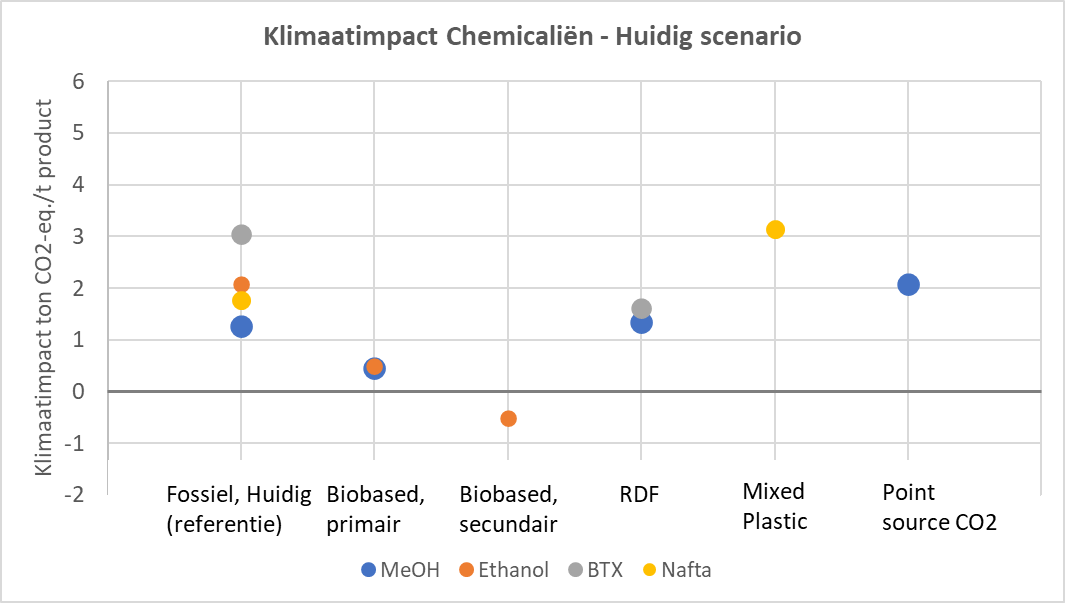 Klimaatimpact Chemicaliën - Huidig scenario
Klimaatimpact ton CO2-eq./t product
6
5
4
3
2
1
0
-1
-2
Fossiel, Huidig
(referentie)
Biobased,
primair
Biobased,
secundair
RDF
Mixed
Plastic
Point
source CO2
MeOH
Ethanol
BTX
Nafta